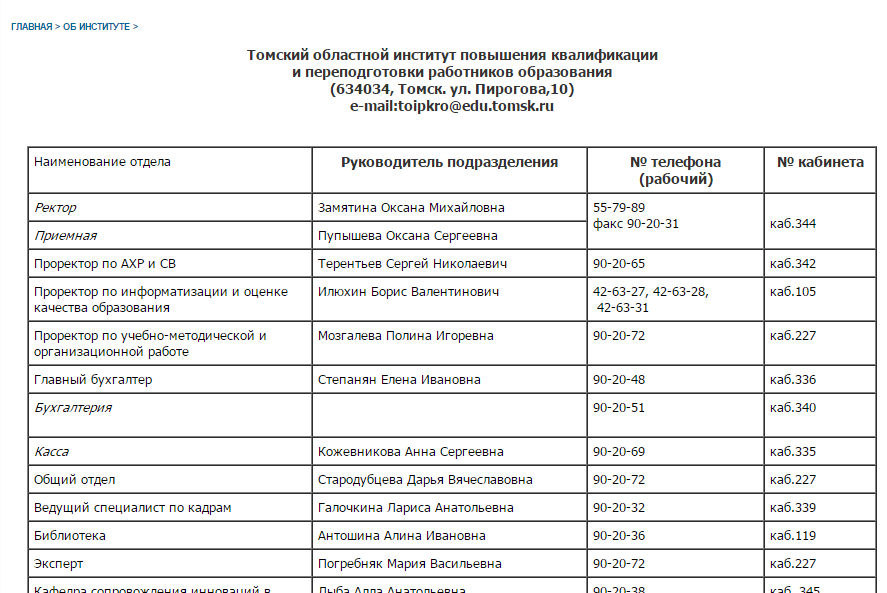 ГЛАВНАЯ > ОБ ИНСТИТУТЕ >
Томский областной институт повышения квалификации
и переподготовки работников образования
(634034, Томск. ул. Пирогова,10)
e-mail:toipkro@edu.tomsk.ru
Наименование отдела Руководитель подразделения № телефона (рабочий) № кабинета
Ректор Замятина Оксана Михайловна 55-79-89
факс 90-20-31 каб.344
Приемная Пупышева Оксана Сергеевна
Проректор по АХР и СВ Терентьев Сергей Николаевич 90-20-65 каб.342
Проректор по информатизации и оценке Илюхин Борис Валентинович 42-63-27, 42-63-28, каб.105
качества образования 42-63-31
Проректор по учебно-методической и Мозгалева Полина Игоревна 90-20-72 каб.227
организационной работе
Главный бухгалтер Степанян Елена Ивановна 90-20-48 каб.336
Бухгалтерия 90-20-51 каб.340
Касса Кожевникова Анна Сергеевна 90-20-69 каб.335
Общий отдел Стародубцева Дарья Вячеславовна 90-20-72 каб.227
Ведущий специалист по кадрам Галочкина Лариса Анатольевна 90-20-32 каб.339
Библиотека Антошина Алина Ивановна 90-20-36 каб.119
Эксперт Погребняк Мария Васильевна 90-20-72 каб.227
Кафедра сопровождения инноваций в Дыба Алла Анатольевна 90-20-38 каб. 345